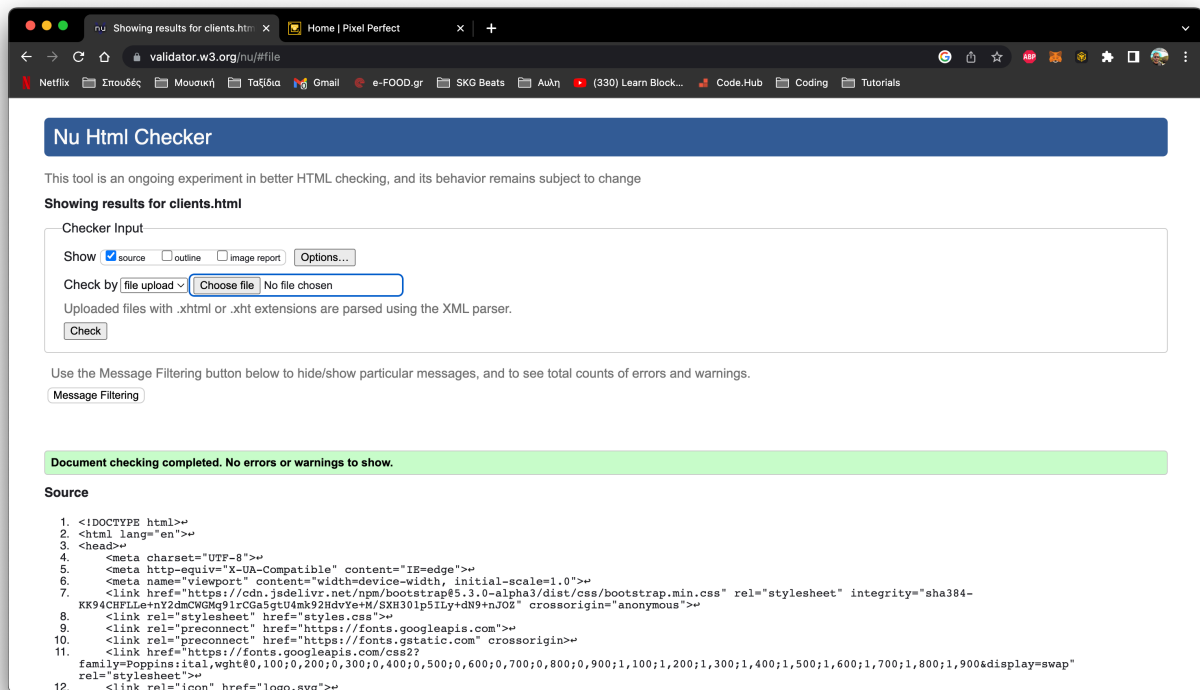 nu Showing results for clients.htm
Home | Pixel Perfect
validator.w3.org/nu/#file
ABP
Netflix Σπουδές Μουσική Ταξίδια Gmail e-FOOD.gr SKG Beats Αυλη (330) Learn Block... Code.Hub Coding Tutorials
Nu Html Checker
This tool is an ongoing experiment in better HTML checking, and its behavior remains subject to change
Showing results for clients.html
Checker Input
Show source outline image report Options...
Check by file upload Choose file No file chosen
Uploaded files with .xhtml or .xht extensions are parsed using the XML parser.
Check
Use the Message Filtering button below to hide/show particular messages, and to see total counts of errors and warnings.
Message Filtering
Document checking completed. No errors or warnings to show.
Source
1. <!DOCTYPE html>↩
2. <html lang="en">↩
3. <head>↩
4. <meta charset="UTF-8">↩
5. <meta http-equiv="X-UA-Compatible" content="IE=edge">↩
6. <meta name="viewport" content="width=device-width, initial-scale=1.0">↩
7. <link href="https://cdn.jsdelivr.net/npm/bootstrap@5.3.0-alpha3/dist/css/bootstrap.min.css" rel="stylesheet" integrity="sha384-
KK94CHFLLe+nY2dmCWGMq91rCGa5gtU4mk92HdvYe+M/SXH301p5ILy+dN9+nJOZ" crossorigin="anonymous">↩
8. <link rel="stylesheet" href="styles.css">↩
9. <link rel="preconnect" href="https://fonts.googleapis.com">↩
10. <link rel="preconnect" href="https://fonts.gstatic.com" crossorigin>↩
11. <link href="https://fonts.googleapis.com/css2?
family=Poppins:ital,wght@0,100;0,200;0,300;0,400;0,500;0,600;0,700;0,800;0,900;1,100;1,200;1,300;1,400;1,500;1,600;1,700;1,800;1,900&display=swap"
rel="stylesheet">↩
12. <link rel="icon" href="logo.svg">↩